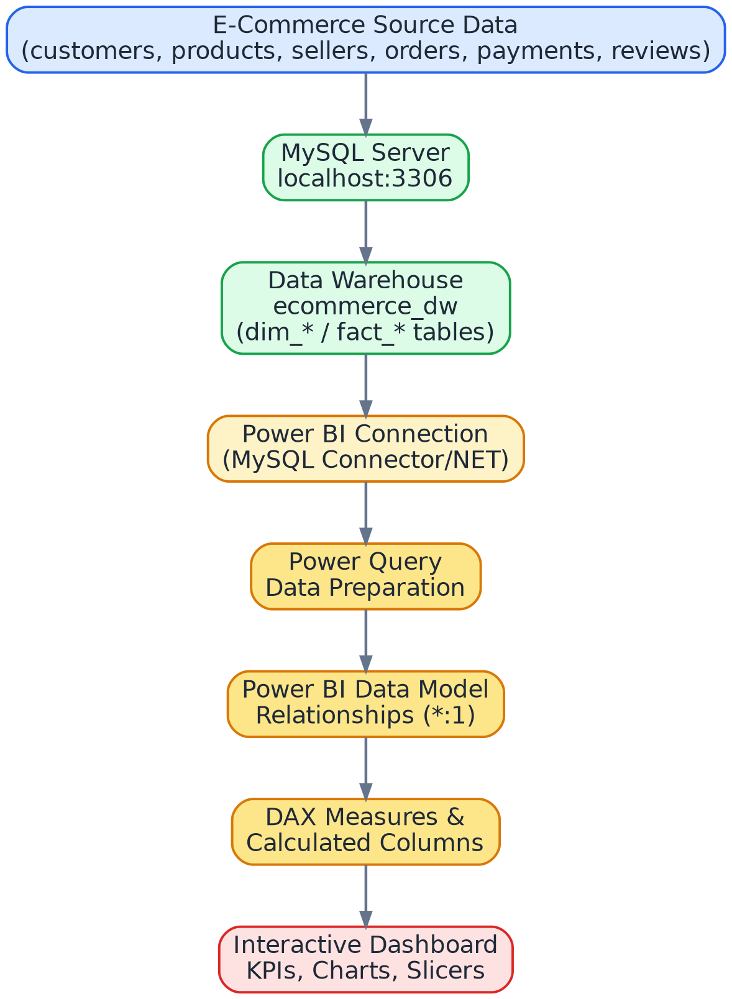 E-Commerce Source Data
(customers, products, sellers, orders, payments, reviews)
MySQL Server
localhost:3306
Data Warehouse
ecommerce_dw
(dim_* / fact_* tables)
Power BI Connection
(MySQL Connector/NET)
Power Query
Data Preparation
Power BI Data Model
Relationships (*:1)
DAX Measures &
Calculated Columns
Interactive Dashboard
KPIs, Charts, Slicers